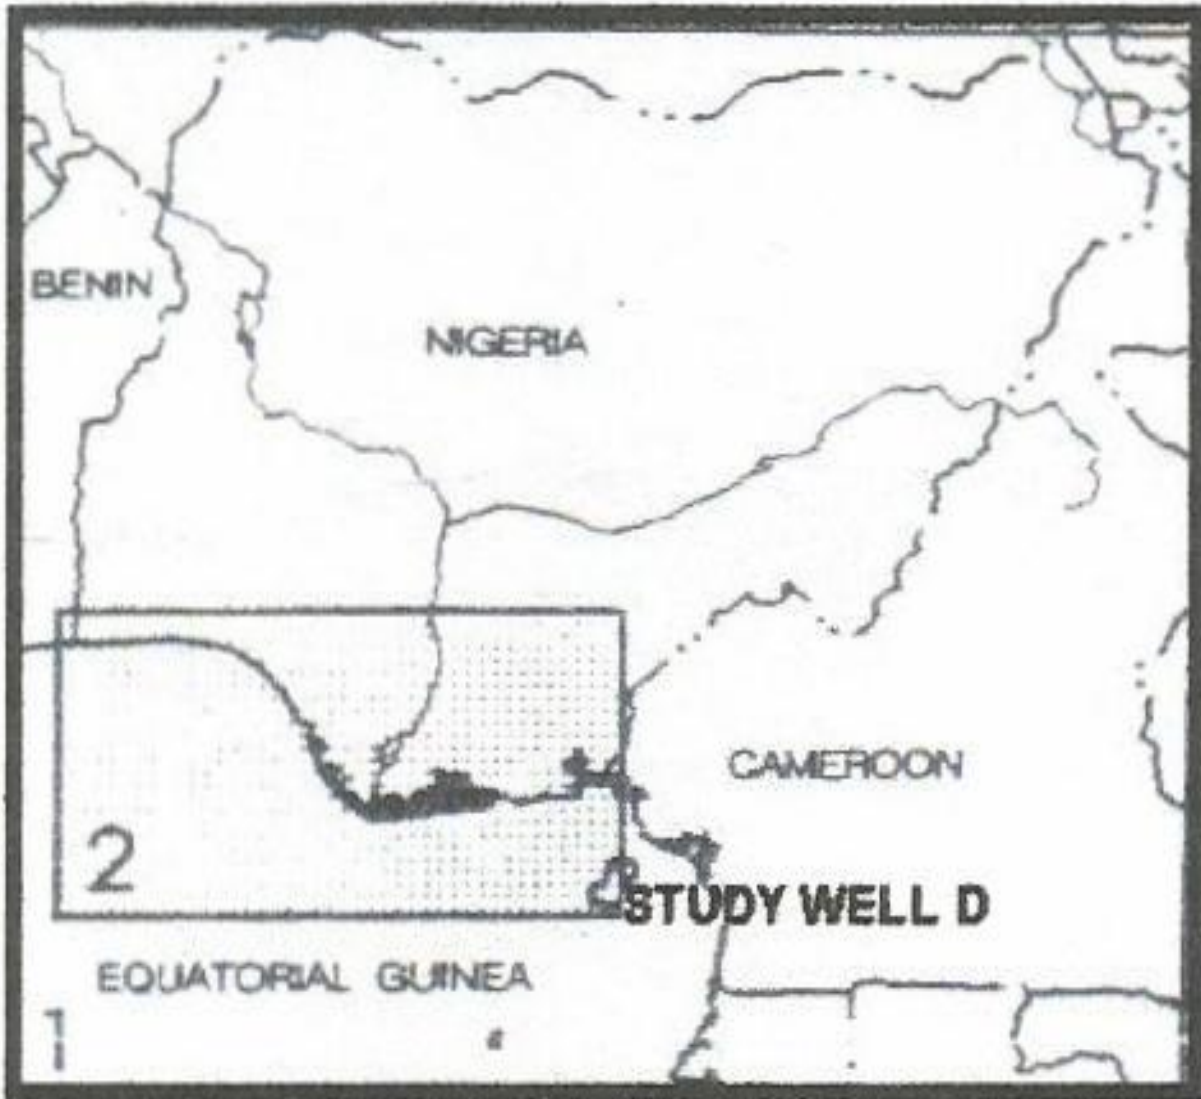 BENIN
NIGERIA
CAMEROON
2
STUDY WELL D
EQUATORIAL GUINEA
1